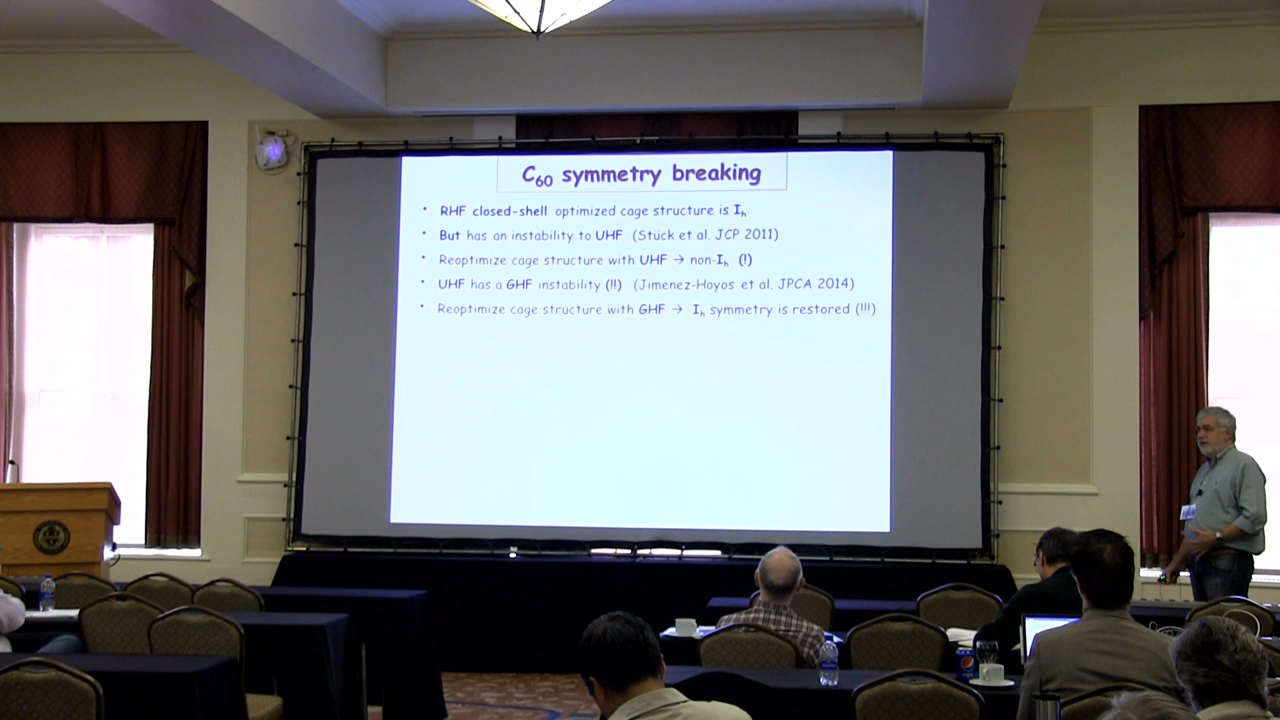 C₆₀ symmetry breaking
• RHF closed-shell optimized cage structure is Iₕ
• But has an instability to UHF (Stuck et al. JCP 2011)
• Reoptimize cage structure with UHF → non-Iₕ (!)
• UHF has a GHF instability (!!) (Jimenez-Hoyos et al. JPCA 2014)
• Reoptimize cage structure with GHF → Iₕ symmetry is restored (!!!)